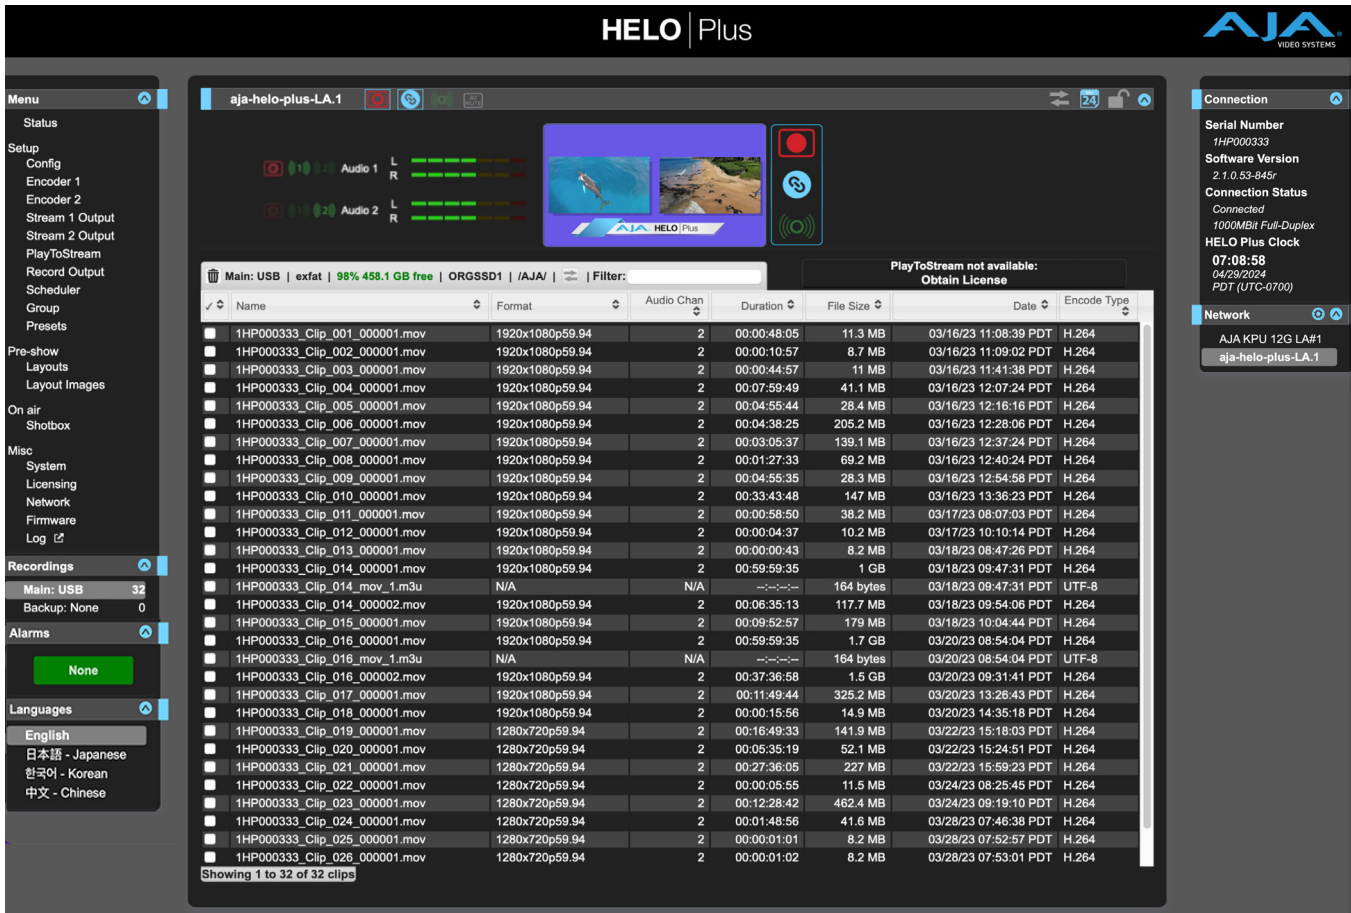 HELO Plus
AJA
VIDEO SYSTEMS
Menu
Status
Setup
Config
Encoder 1
Encoder 2
Stream 1 Output
Stream 2 Output
PlayToStream
Record Output
Scheduler
Group
Presets
Pre-show
Layouts
Layout Images
On air
Shotbox
Misc
System
Licensing
Network
Firmware
Log
Recordings
Main: USB 32
Backup: None 0
Alarms
None
Languages
English
日本語 - Japanese
한국어 - Korean
中文 - Chinese
aja-helo-plus-LA.1
AV MUTE
24
1 2 Audio 1 L R
1 2 Audio 2 L R
AJA HELO Plus
Main: USB | exfat | 98% 458.1 GB free | ORGSSD1 | /AJA/ | | Filter:
PlayToStream not available:
Obtain License
✓ Name Format Audio Chan Duration File Size Date Encode Type
1HP000333_Clip_001_000001.mov 1920x1080p59.94 2 00:00:48:05 11.3 MB 03/16/23 11:08:39 PDT H.264
1HP000333_Clip_002_000001.mov 1920x1080p59.94 2 00:00:10:57 8.7 MB 03/16/23 11:09:02 PDT H.264
1HP000333_Clip_003_000001.mov 1920x1080p59.94 2 00:00:44:57 11 MB 03/16/23 11:41:38 PDT H.264
1HP000333_Clip_004_000001.mov 1920x1080p59.94 2 00:07:59:49 41.1 MB 03/16/23 12:07:24 PDT H.264
1HP000333_Clip_005_000001.mov 1920x1080p59.94 2 00:04:55:44 28.4 MB 03/16/23 12:16:16 PDT H.264
1HP000333_Clip_006_000001.mov 1920x1080p59.94 2 00:04:38:25 205.2 MB 03/16/23 12:28:06 PDT H.264
1HP000333_Clip_007_000001.mov 1920x1080p59.94 2 00:03:05:37 139.1 MB 03/16/23 12:37:24 PDT H.264
1HP000333_Clip_008_000001.mov 1920x1080p59.94 2 00:01:27:33 69.2 MB 03/16/23 12:40:24 PDT H.264
1HP000333_Clip_009_000001.mov 1920x1080p59.94 2 00:04:55:35 28.3 MB 03/16/23 12:54:58 PDT H.264
1HP000333_Clip_010_000001.mov 1920x1080p59.94 2 00:33:43:48 147 MB 03/16/23 13:36:23 PDT H.264
1HP000333_Clip_011_000001.mov 1920x1080p59.94 2 00:00:58:50 38.2 MB 03/17/23 08:07:03 PDT H.264
1HP000333_Clip_012_000001.mov 1920x1080p59.94 2 00:00:04:37 10.2 MB 03/17/23 10:10:14 PDT H.264
1HP000333_Clip_013_000001.mov 1920x1080p59.94 2 00:00:00:43 8.2 MB 03/18/23 08:47:26 PDT H.264
1HP000333_Clip_014_000001.mov 1920x1080p59.94 2 00:59:59:35 1 GB 03/18/23 09:47:31 PDT H.264
1HP000333_Clip_014_mov_1.m3u N/A N/A --:--:--:-- 164 bytes 03/18/23 09:47:31 PDT UTF-8
1HP000333_Clip_014_000002.mov 1920x1080p59.94 2 00:06:35:13 117.7 MB 03/18/23 09:54:06 PDT H.264
1HP000333_Clip_015_000001.mov 1920x1080p59.94 2 00:09:52:57 179 MB 03/18/23 10:04:44 PDT H.264
1HP000333_Clip_016_000001.mov 1920x1080p59.94 2 00:59:59:35 1.7 GB 03/20/23 08:54:04 PDT H.264
1HP000333_Clip_016_mov_1.m3u N/A N/A --:--:--:-- 164 bytes 03/20/23 08:54:04 PDT UTF-8
1HP000333_Clip_016_000002.mov 1920x1080p59.94 2 00:37:36:58 1.5 GB 03/20/23 09:31:41 PDT H.264
1HP000333_Clip_017_000001.mov 1920x1080p59.94 2 00:11:49:44 325.2 MB 03/20/23 13:26:43 PDT H.264
1HP000333_Clip_018_000001.mov 1920x1080p59.94 2 00:00:15:56 14.9 MB 03/20/23 14:35:18 PDT H.264
1HP000333_Clip_019_000001.mov 1280x720p59.94 2 00:16:49:33 141.9 MB 03/22/23 15:18:03 PDT H.264
1HP000333_Clip_020_000001.mov 1280x720p59.94 2 00:05:35:19 52.1 MB 03/22/23 15:24:51 PDT H.264
1HP000333_Clip_021_000001.mov 1280x720p59.94 2 00:27:36:05 227 MB 03/22/23 15:59:23 PDT H.264
1HP000333_Clip_022_000001.mov 1280x720p59.94 2 00:00:05:55 11.5 MB 03/24/23 08:25:45 PDT H.264
1HP000333_Clip_023_000001.mov 1280x720p59.94 2 00:12:28:42 462.4 MB 03/24/23 09:19:10 PDT H.264
1HP000333_Clip_024_000001.mov 1280x720p59.94 2 00:01:48:56 41.6 MB 03/28/23 07:46:38 PDT H.264
1HP000333_Clip_025_000001.mov 1280x720p59.94 2 00:00:01:01 8.2 MB 03/28/23 07:52:57 PDT H.264
1HP000333_Clip_026_000001.mov 1280x720p59.94 2 00:00:01:02 8.2 MB 03/28/23 07:53:01 PDT H.264
Showing 1 to 32 of 32 clips
Connection
Serial Number
1HP000333
Software Version
2.1.0.53-845r
Connection Status
Connected
1000MBit Full-Duplex
HELO Plus Clock
07:08:58
04/29/2024
PDT (UTC-0700)
Network
AJA KPU 12G LA#1
aja-helo-plus-LA.1